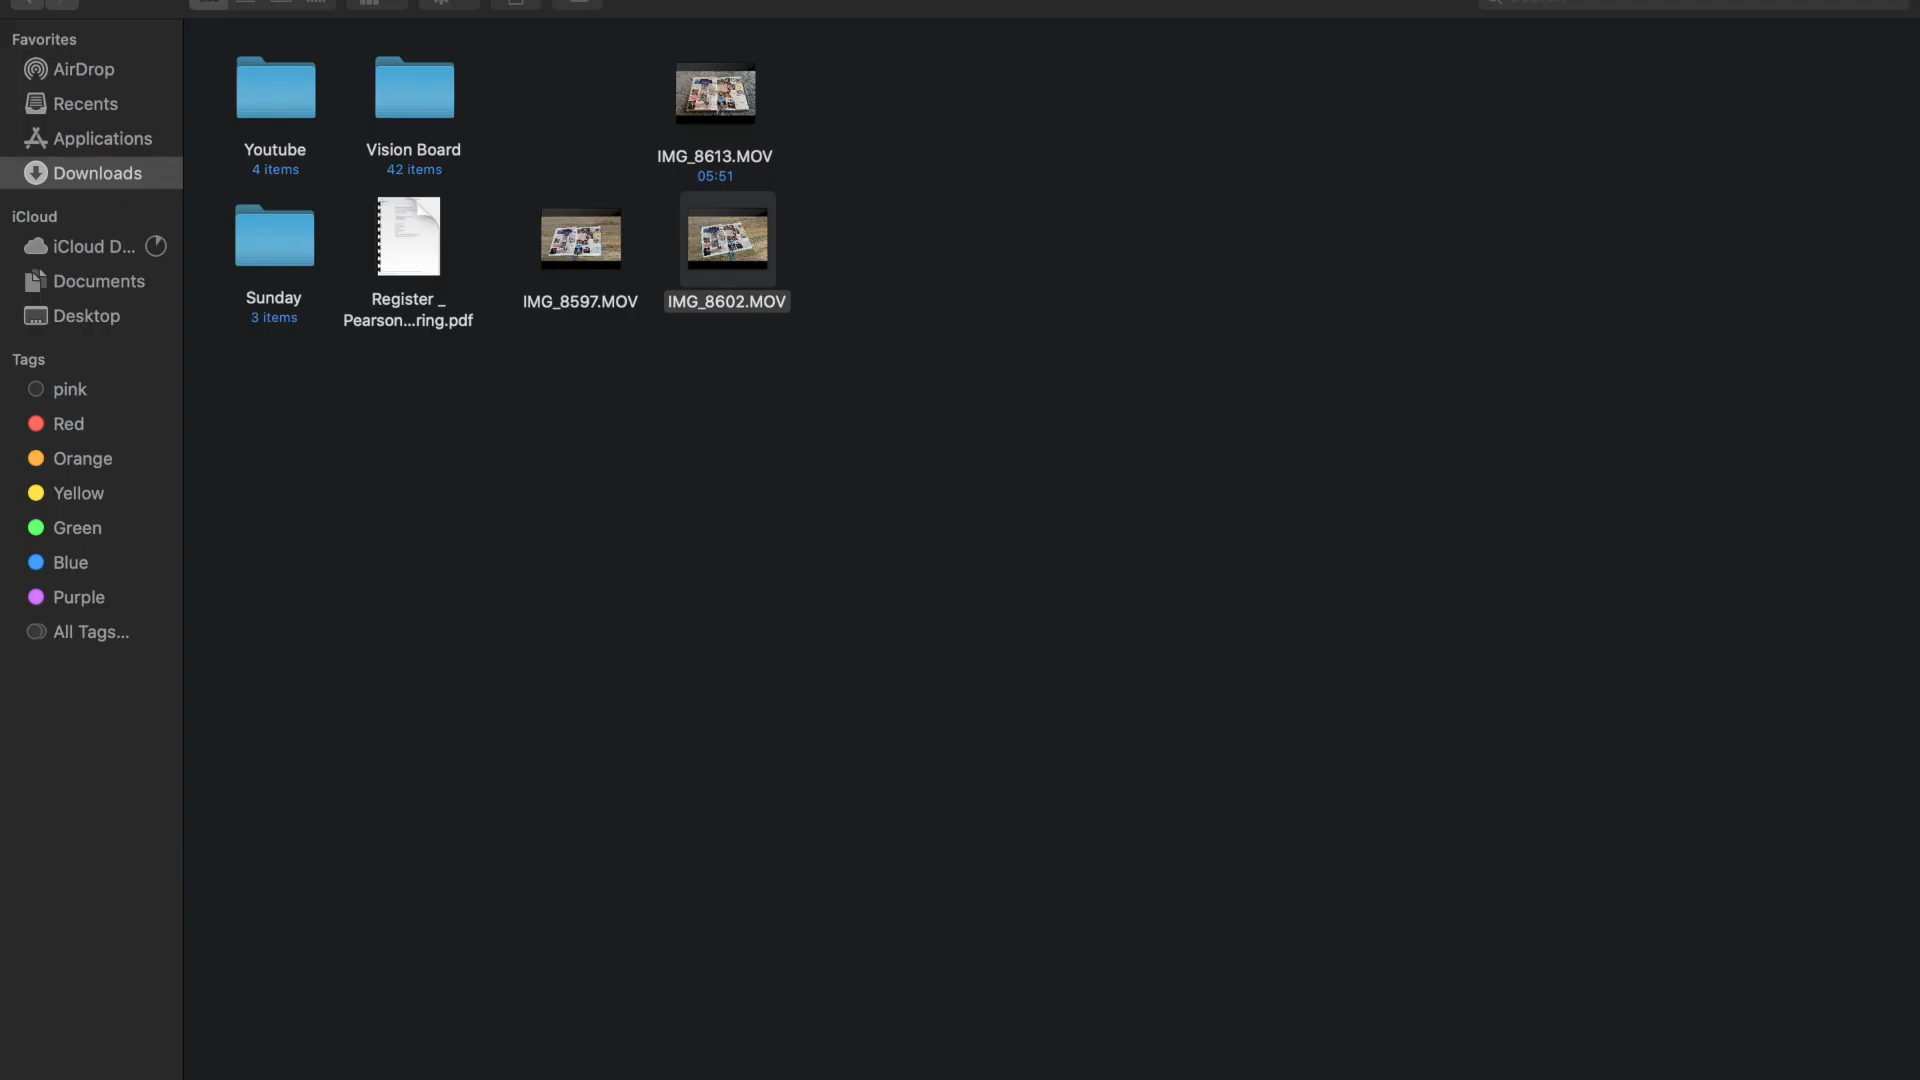 Favorites
AirDrop
Recents
Applications
Downloads
iCloud
iCloud D...
Documents
Desktop
Tags
pink
Red
Orange
Yellow
Green
Blue
Purple
All Tags...
Youtube
4 items
Vision Board
42 items
IMG_8613.MOV
05:51
Sunday
3 items
Register _
Pearson...ring.pdf
IMG_8597.MOV
IMG_8602.MOV